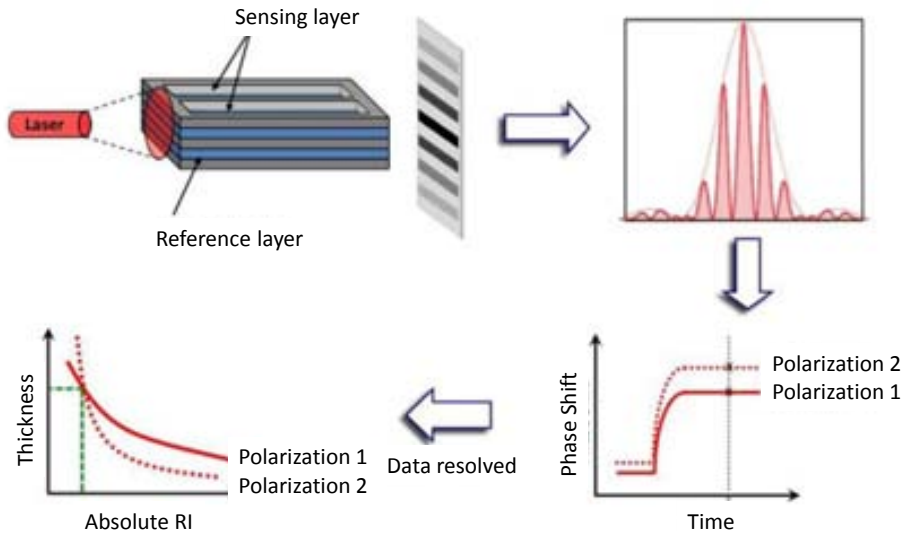 Sensing layer
Laser
Reference layer
Phase Shift
Polarization 2
Polarization 1
Time
Data resolved
Thickness
Polarization 1
Polarization 2
Absolute RI